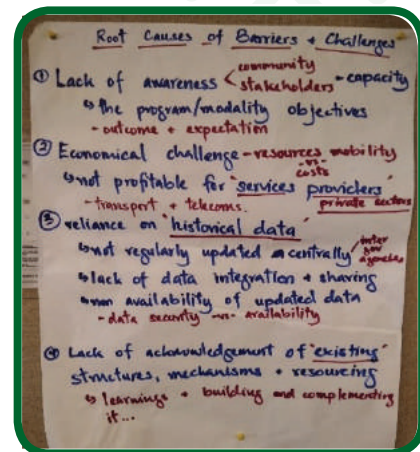 Root Causes of Barriers + Challenges
① Lack of awareness < community stakeholders - capacity
↳ the program/modality objectives
- outcome + expectation
② Economical challenge - resources mobility
-vs- costs
↳ not profitable for "services providers"
- transport + telecoms. private sectors
③ reliance on "historical data"
↳ not regularly updated centrally / inter gov agencies
↳ lack of data integration + sharing
↳ non availability of updated data
- data security -vs- availability
④ Lack of acknowledgement of "existing"
structures, mechanisms + resourcing
↳ learnings + building and complementing
it...